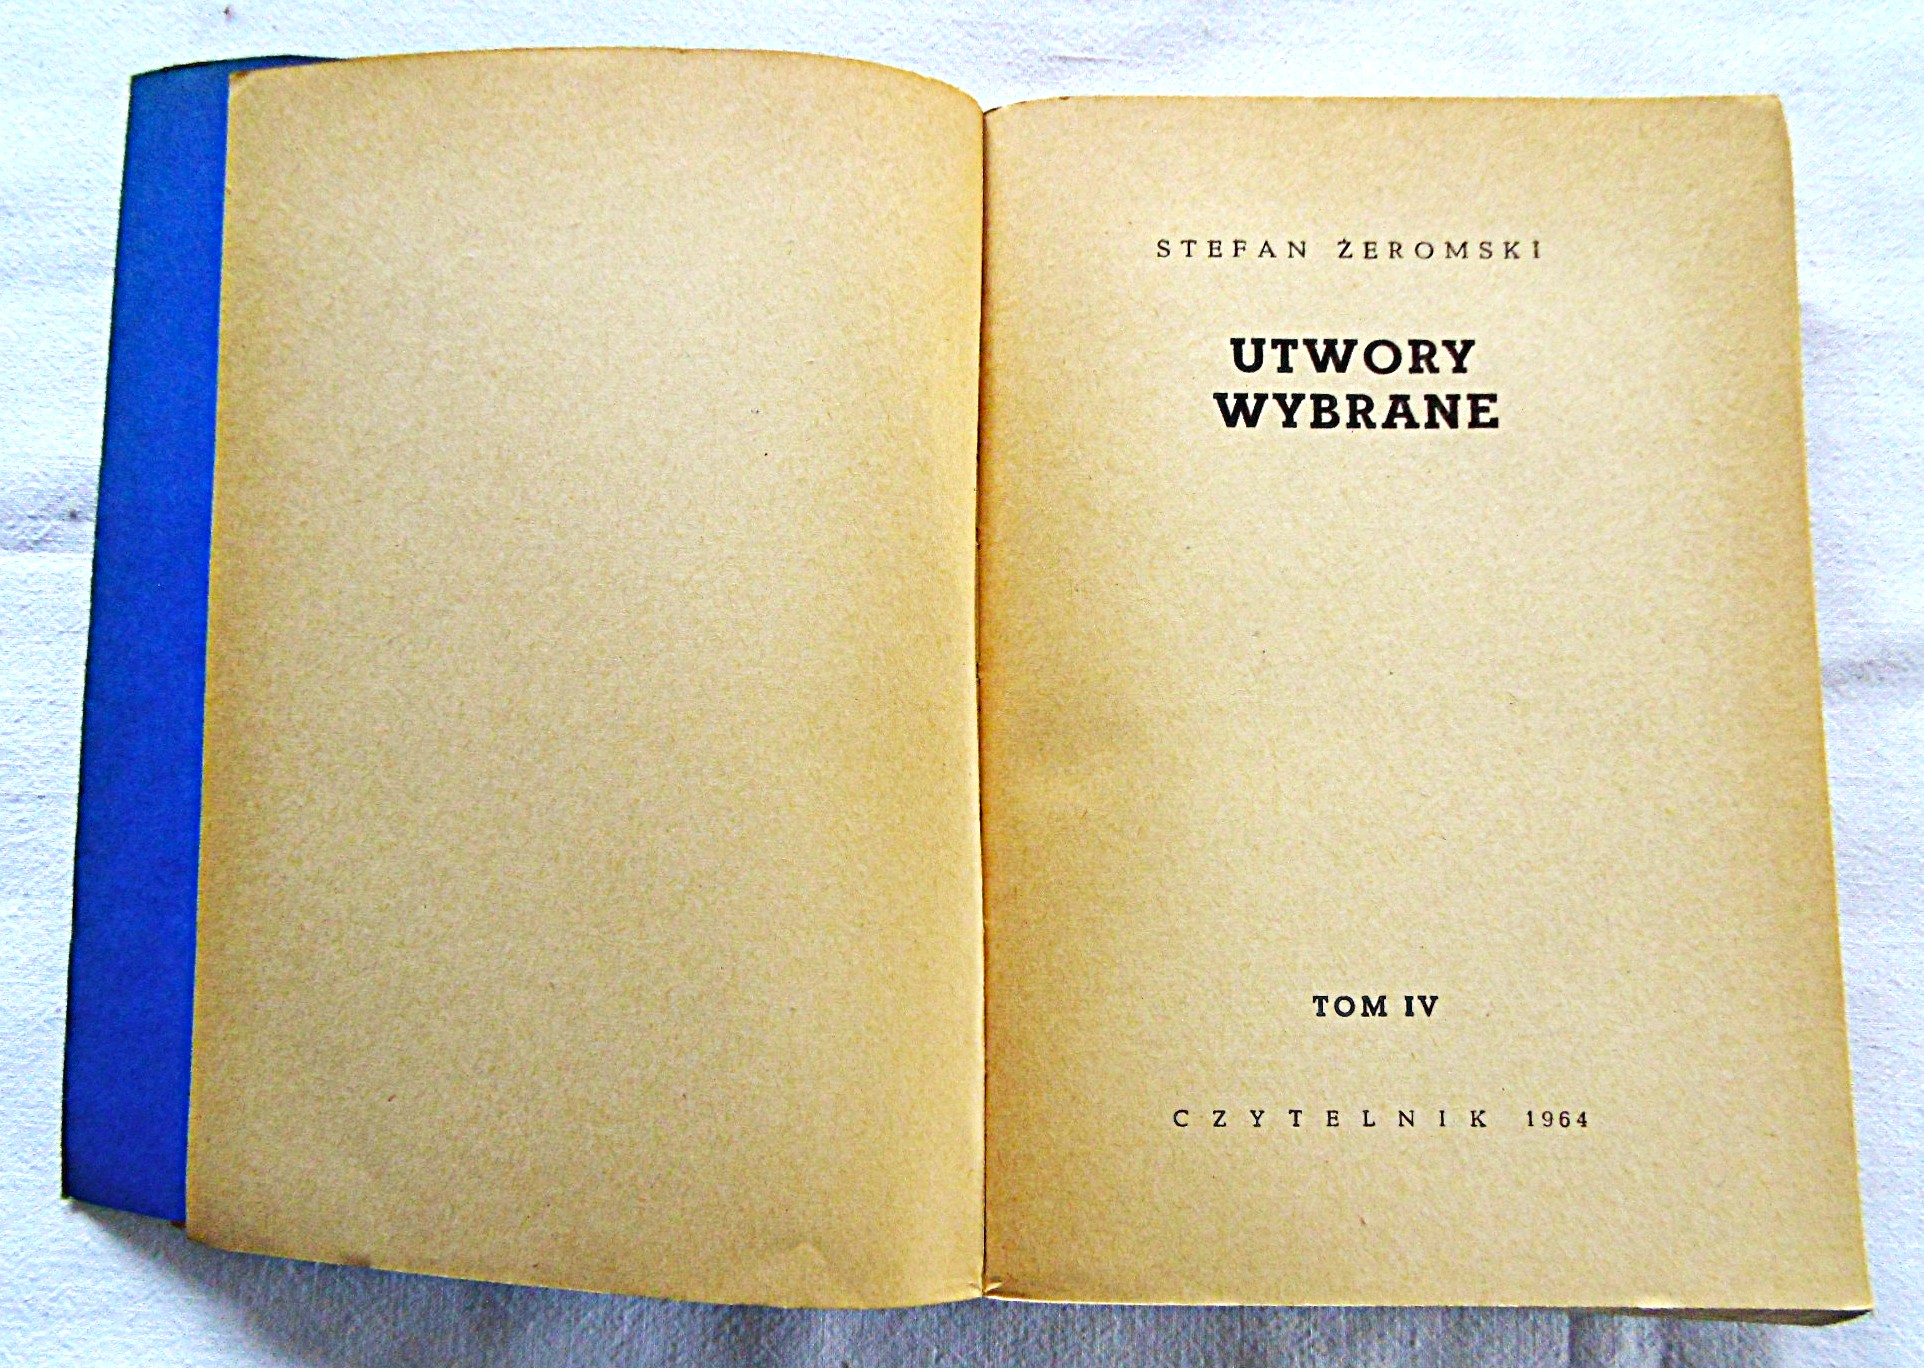 STEFAN ŻEROMSKI
UTWORY
WYBRANE
TOM IV
CZYTELNIK 1964